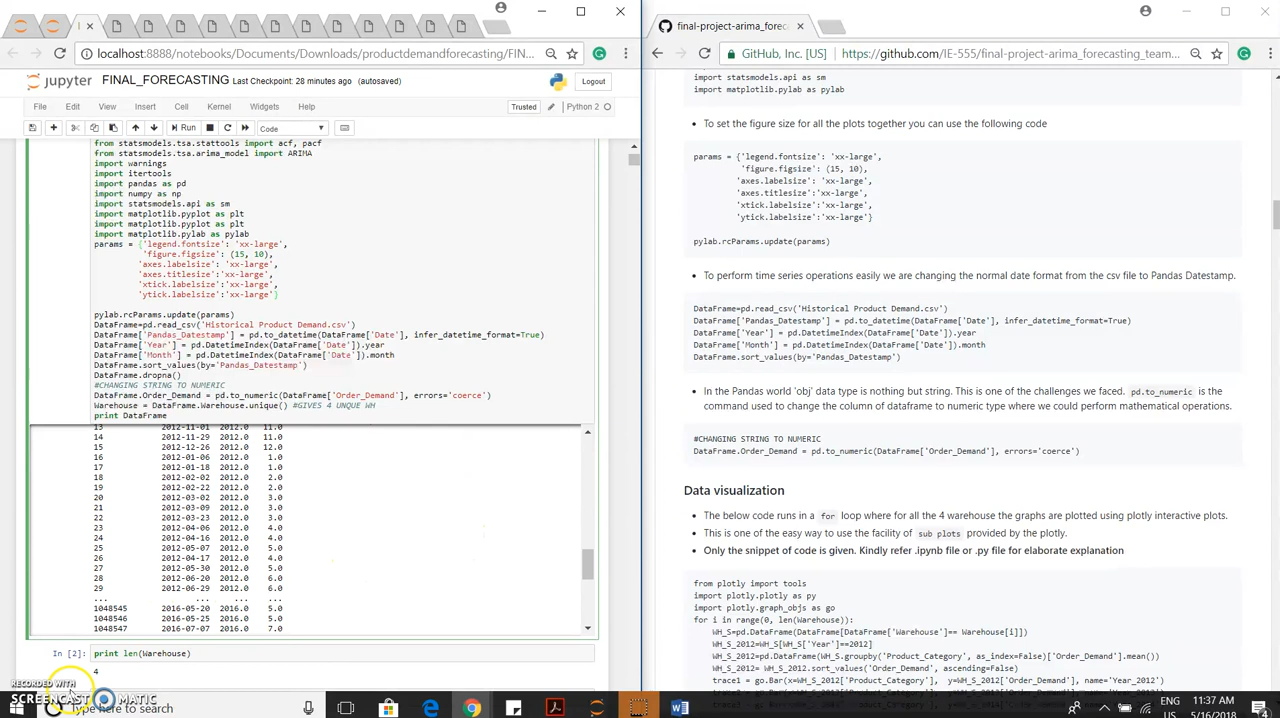 final-project-arima_forec
localhost:8888/notebooks/Documents/Downloads/productdemandforecasting/FIN
GitHub, Inc. [US]
https://github.com/IE-555/final-project-arima_forecasting_team...
jupyter FINAL_FORECASTING Last Checkpoint: 28 minutes ago (autosaved)
Logout
File Edit View Insert Cell Kernel Widgets Help
Trusted
Python 2
Run
Code
from statsmodels.tsa.stattools import acf, pacf
from statsmodels.tsa.arima_model import ARIMA
import warnings
import itertools
import pandas as pd
import numpy as np
import statsmodels.api as sm
import matplotlib.pyplot as plt
import matplotlib.pyplot as plt
import matplotlib.pylab as pylab
params = {'legend.fontsize': 'xx-large',
'figure.figsize': (15, 10),
'axes.labelsize': 'xx-large',
'axes.titlesize':'xx-large',
'xtick.labelsize':'xx-large',
'ytick.labelsize':'xx-large'}
pylab.rcParams.update(params)
DataFrame=pd.read_csv('Historical Product Demand.csv')
DataFrame['Pandas_Datestamp'] = pd.to_datetime(DataFrame['Date'], infer_datetime_format=True)
DataFrame['Year'] = pd.DatetimeIndex(DataFrame['Date']).year
DataFrame['Month'] = pd.DatetimeIndex(DataFrame['Date']).month
DataFrame.sort_values(by='Pandas_Datestamp')
DataFrame.dropna()
#CHANGING STRING TO NUMERIC
DataFrame.Order_Demand = pd.to_numeric(DataFrame['Order_Demand'], errors='coerce')
Warehouse = DataFrame.Warehouse.unique() #GIVES 4 UNQUE WH
print DataFrame
13 2012-11-01 2012.0 11.0
14 2012-11-29 2012.0 11.0
15 2012-12-26 2012.0 12.0
16 2012-01-06 2012.0 1.0
17 2012-01-18 2012.0 1.0
18 2012-02-02 2012.0 2.0
19 2012-02-22 2012.0 2.0
20 2012-03-02 2012.0 3.0
21 2012-03-09 2012.0 3.0
22 2012-03-23 2012.0 3.0
23 2012-04-06 2012.0 4.0
24 2012-04-16 2012.0 4.0
25 2012-05-07 2012.0 5.0
26 2012-04-17 2012.0 4.0
27 2012-05-30 2012.0 5.0
28 2012-06-20 2012.0 6.0
29 2012-06-29 2012.0 6.0
... ... ... ...
1048545 2016-05-20 2016.0 5.0
1048546 2016-05-25 2016.0 5.0
1048547 2016-07-07 2016.0 7.0
In [2]: print len(Warehouse)
4
import statsmodels.api as sm
import matplotlib.pylab as pylab
• To set the figure size for all the plots together you can use the following code
params = {'legend.fontsize': 'xx-large',
'figure.figsize': (15, 10),
'axes.labelsize': 'xx-large',
'axes.titlesize':'xx-large',
'xtick.labelsize':'xx-large',
'ytick.labelsize':'xx-large'}
pylab.rcParams.update(params)
• To perform time series operations easily we are changing the normal date format from the csv file to Pandas Datestamp.
DataFrame=pd.read_csv('Historical Product Demand.csv')
DataFrame['Pandas_Datestamp'] = pd.to_datetime(DataFrame['Date'], infer_datetime_format=True)
DataFrame['Year'] = pd.DatetimeIndex(DataFrame['Date']).year
DataFrame['Month'] = pd.DatetimeIndex(DataFrame['Date']).month
DataFrame.sort_values(by='Pandas_Datestamp')
• In the Pandas world 'obj' data type is nothing but string. This is one of the challenges we faced. pd.to_numeric is the
command used to change the column of dataframe to numeric type where we could perform mathematical operations.
#CHANGING STRING TO NUMERIC
DataFrame.Order_Demand = pd.to_numeric(DataFrame['Order_Demand'], errors='coerce')
Data visualization
• The below code runs in a for loop where for all the 4 warehouse the graphs are plotted using plotly interactive plots.
• This is one of the easy way to use the facility of sub plots provided by the plotly.
• Only the snippet of code is given. Kindly refer .ipynb file or .py file for elaborate explanation
from plotly import tools
import plotly.plotly as py
import plotly.graph_objs as go
for i in range(0, len(Warehouse)):
WH_S=pd.DataFrame(DataFrame[DataFrame['Warehouse']== Warehouse[i]])
WH_S_2012=WH_S[WH_S['Year']==2012]
WH_S_2012=pd.DataFrame(WH_S.groupby('Product_Category', as_index=False)['Order_Demand'].mean())
WH_S_2012= WH_S_2012.sort_values('Order_Demand', ascending=False)
trace1 = go.Bar(x=WH_S_2012['Product_Category'], y=WH_S_2012['Order_Demand'], name='Year_2012')
RECORDED WITH
SCREENCAST MATIC
Type here to search
ENG
11:37 AM
5/16/2018